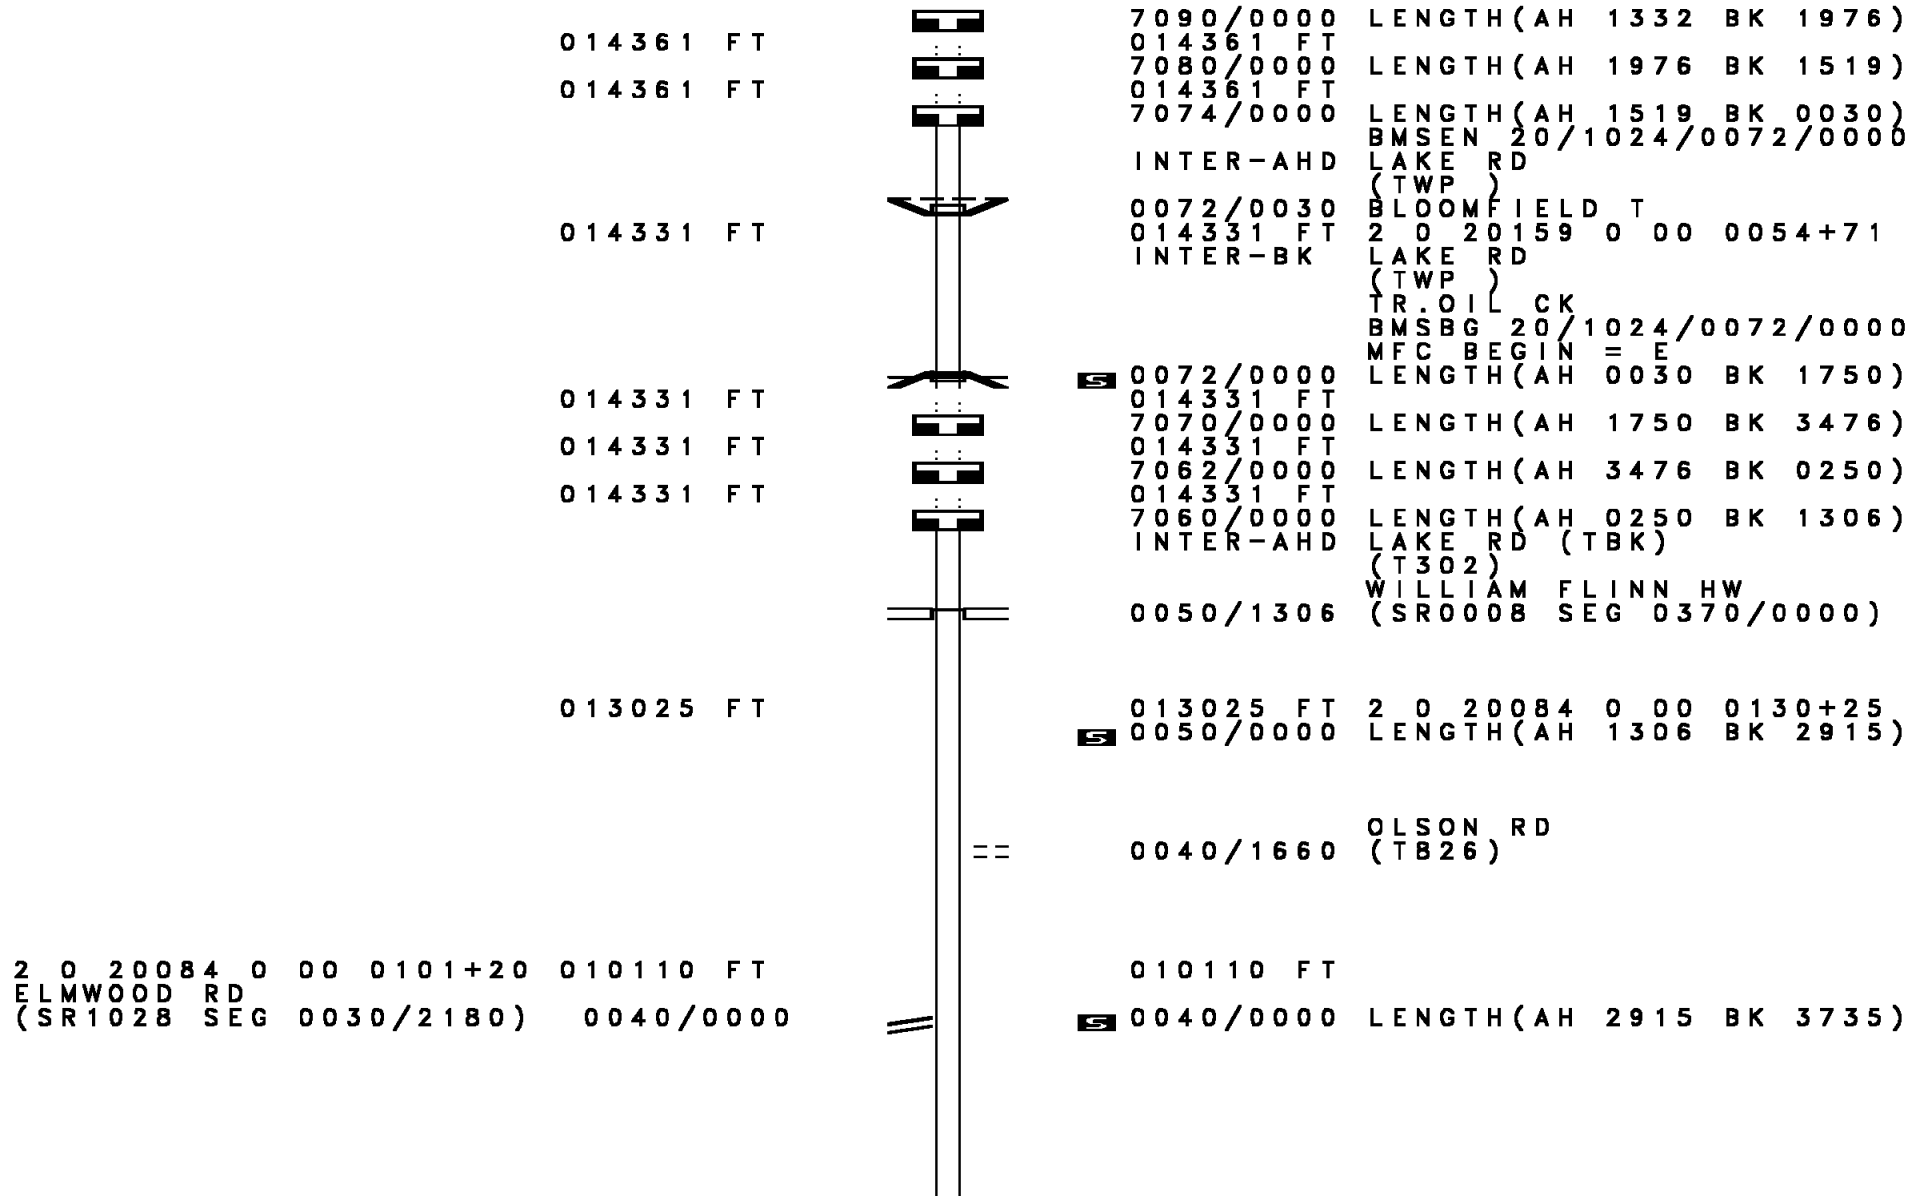 7090/0000 LENGTH(AH 1332 BK 1976)
014361 FT 014361 FT
7080/0000 LENGTH(AH 1976 BK 1519)
014361 FT 014361 FT
7074/0000 LENGTH(AH 1519 BK 0030)
BMSEN 20/1024/0072/0000
INTER-AHD LAKE RD
(TWP )
0072/0030 BLOOMFIELD T
014331 FT 014331 FT 2 0 20159 0 00 0054+71
INTER-BK LAKE RD
(TWP )
TR.OIL CK
BMSBG 20/1024/0072/0000
MFC BEGIN = E
S 0072/0000 LENGTH(AH 0030 BK 1750)
014331 FT 014331 FT
7070/0000 LENGTH(AH 1750 BK 3476)
014331 FT 014331 FT
7062/0000 LENGTH(AH 3476 BK 0250)
014331 FT 014331 FT
7060/0000 LENGTH(AH 0250 BK 1306)
INTER-AHD LAKE RD (TBK)
(T302)
WILLIAM FLINN HW
0050/1306 (SR0008 SEG 0370/0000)
013025 FT 013025 FT 2 0 20084 0 00 0130+25
S 0050/0000 LENGTH(AH 1306 BK 2915)
OLSON RD
0040/1660 (T826)
2 0 20084 0 00 0101+20 010110 FT 010110 FT
ELMWOOD RD
(SR1028 SEG 0030/2180) 0040/0000 S 0040/0000 LENGTH(AH 2915 BK 3735)